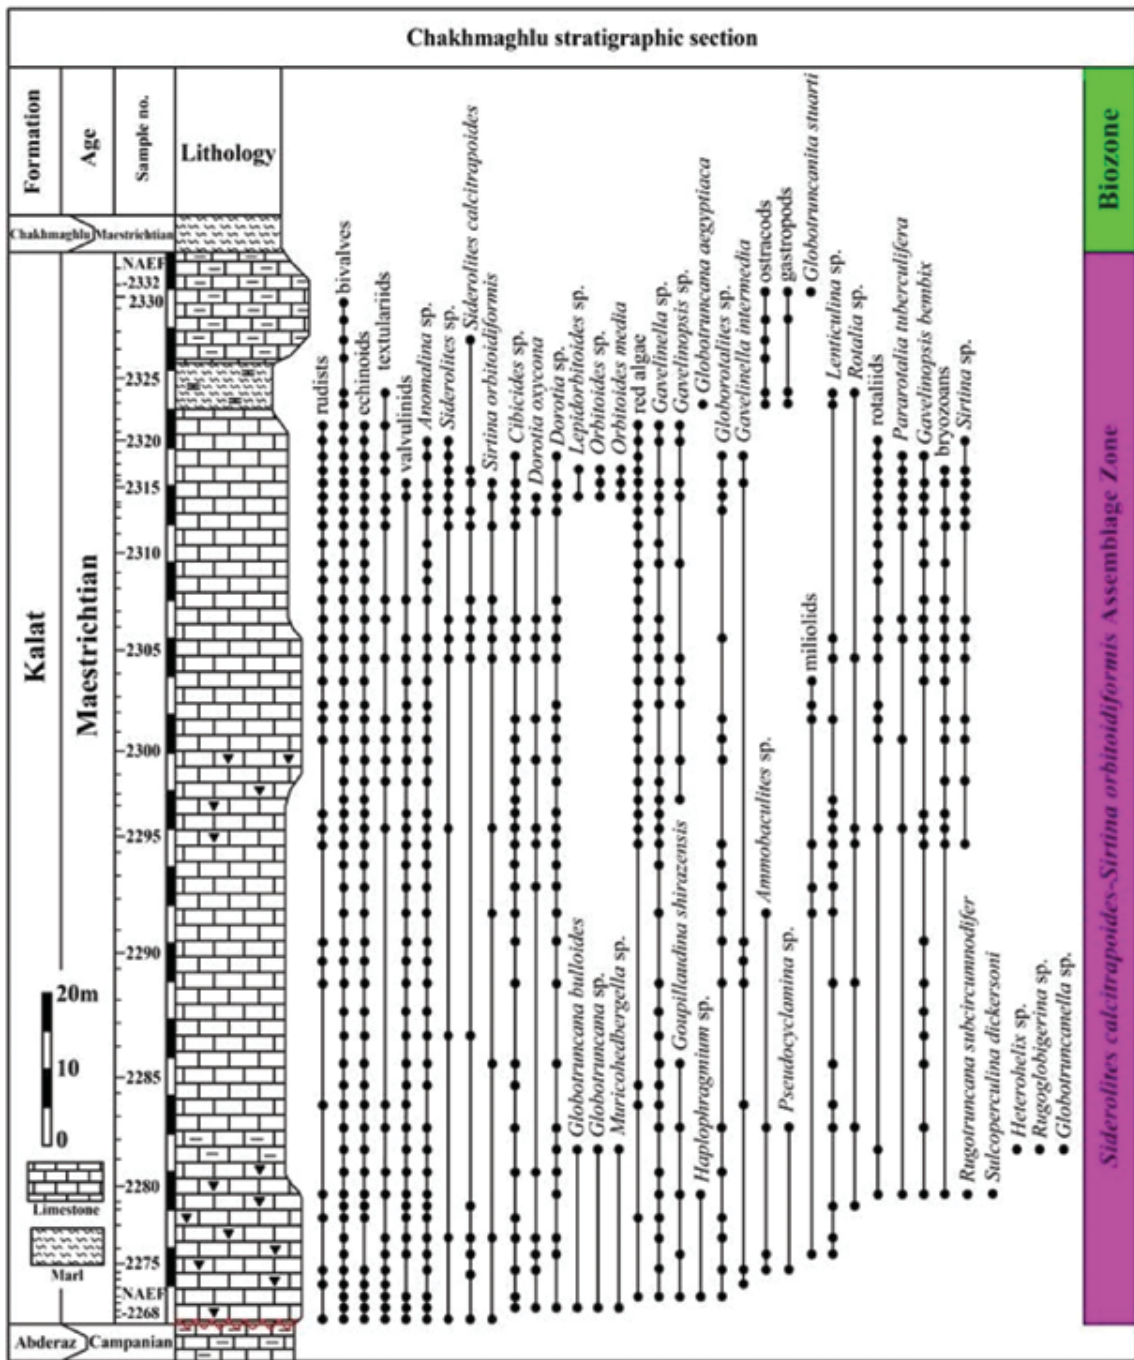 Chakhmaghlu stratigraphic section
Formation
Age
Sample no.
Lithology
Biozone
Chakhmaghlu
Maestrichtian
Kalat
Maestrichtian
NAEF
-2332
2330
2325
2320
2315
2310
2305
2300
2295
2290
2285
2280
2275
NAEF
-2268
20m
10
0
Limestone
Marl
Abderaz
Campanian
rudists
bivalves
echinoids
textulariids
valvulinids
Anomalina sp.
Siderolites sp.
Siderolites calcitrapoides
Sirtina orbitoidiformis
Cibicides sp.
Dorotia oxycona
Dorotia sp.
Lepidorbitoides sp.
Orbitoides sp.
Orbitoides media
red algae
Gavelinella sp.
Gavelinopsis sp.
Globotruncana aegyptiaca
Globorotalites sp.
Gavelinella intermedia
ostracods
gastropods
Globotruncanita stuarti
Lenticulina sp.
Rotalia sp.
rotaliids
Pararotalia tuberculifera
Gavelinopsis bembix
bryozoans
Sirtina sp.
miliolids
Globotruncana bulloides
Globotruncana sp.
Muricohedbergella sp.
Goupillaudina shirazensis
Haplophragmium sp.
Ammobaculites sp.
Pseudocyclamina sp.
Rugotruncana subcircumnodifer
Sulcoperculina dickersoni
Heterohelix sp.
Rugoglobigerina sp.
Globotruncanella sp.
Siderolites calcitrapoides-Sirtina orbitoidiformis Assemblage Zone